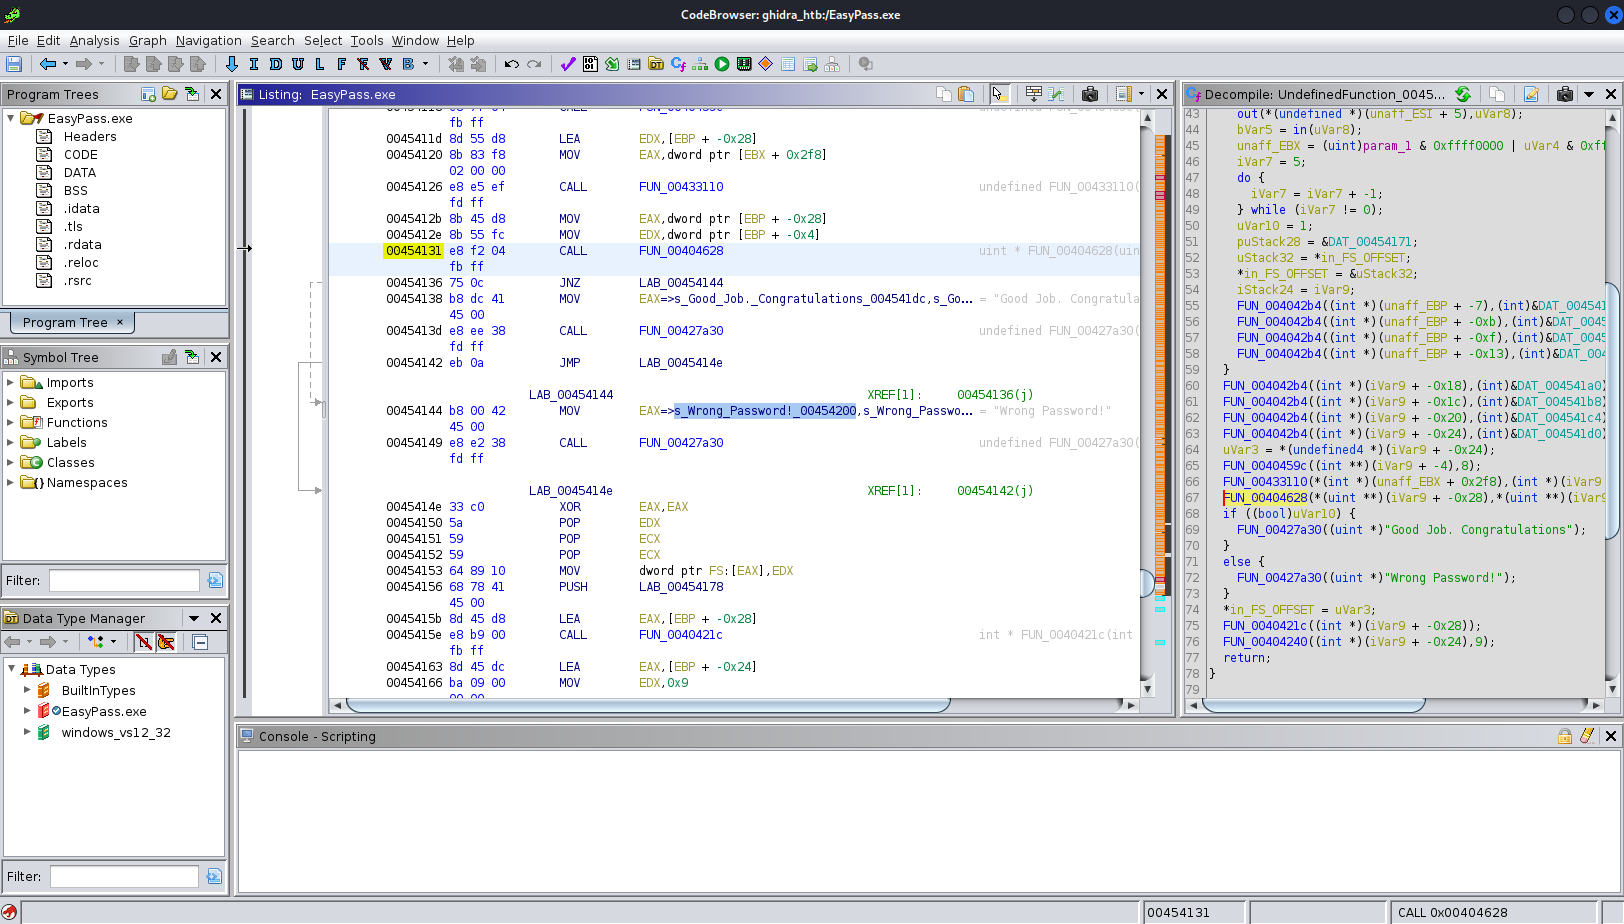 CodeBrowser: ghidra_htb:/EasyPass.exe
File Edit Analysis Graph Navigation Search Select Tools Window Help
I D U L F R V B
Program Trees
EasyPass.exe
Headers
CODE
DATA
BSS
.idata
.tls
.rdata
.reloc
.rsrc
Program Tree ×
Symbol Tree
Imports
Exports
Functions
Labels
Classes
Namespaces
Filter:
Data Type Manager
Data Types
BuiltInTypes
EasyPass.exe
windows_vs12_32
Filter:
Listing: EasyPass.exe
fb ff
0045411d 8d 55 d8 LEA EDX,[EBP + -0x28]
00454120 8b 83 f8 MOV EAX,dword ptr [EBX + 0x2f8]
02 00 00
00454126 e8 e5 ef CALL FUN_00433110 undefined FUN_00433110(
fd ff
0045412b 8b 45 d8 MOV EAX,dword ptr [EBP + -0x28]
0045412e 8b 55 fc MOV EDX,dword ptr [EBP + -0x4]
00454131 e8 f2 04 CALL FUN_00404628 uint * FUN_00404628(uin
fb ff
00454136 75 0c JNZ LAB_00454144
00454138 b8 dc 41 MOV EAX=>s_Good_Job._Congratulations_004541dc,s_Go... = "Good Job. Congratula
45 00
0045413d e8 ee 38 CALL FUN_00427a30 undefined FUN_00427a30(
fd ff
00454142 eb 0a JMP LAB_0045414e
LAB_00454144 XREF[1]: 00454136(j)
00454144 b8 00 42 MOV EAX=>s_Wrong_Password!_00454200,s_Wrong_Passwo... = "Wrong Password!"
45 00
00454149 e8 e2 38 CALL FUN_00427a30 undefined FUN_00427a30(
fd ff
LAB_0045414e XREF[1]: 00454142(j)
0045414e 33 c0 XOR EAX,EAX
00454150 5a POP EDX
00454151 59 POP ECX
00454152 59 POP ECX
00454153 64 89 10 MOV dword ptr FS:[EAX],EDX
00454156 68 78 41 PUSH LAB_00454178
45 00
0045415b 8d 45 d8 LEA EAX,[EBP + -0x28]
0045415e e8 b9 00 CALL FUN_0040421c int * FUN_0040421c(int
fb ff
00454163 8d 45 dc LEA EAX,[EBP + -0x24]
00454166 ba 09 00 MOV EDX,0x9
Decompile: UndefinedFunction_0045...
43 out(*(undefined *)(unaff_ESI + 5),uVar8);
44 bVar5 = in(uVar8);
45 unaff_EBX = (uint)param_1 & 0xffff0000 | uVar4 & 0xff
46 iVar7 = 5;
47 do {
48 iVar7 = iVar7 + -1;
49 } while (iVar7 != 0);
50 uVar10 = 1;
51 puStack28 = &DAT_00454171;
52 uStack32 = *in_FS_OFFSET;
53 *in_FS_OFFSET = &uStack32;
54 iStack24 = iVar9;
55 FUN_004042b4((int *)(unaff_EBP + -7),(int)&DAT_004541
56 FUN_004042b4((int *)(unaff_EBP + -0xb),(int)&DAT_0045
57 FUN_004042b4((int *)(unaff_EBP + -0xf),(int)&DAT_0045
58 FUN_004042b4((int *)(unaff_EBP + -0x13),(int)&DAT_004
59 }
60 FUN_004042b4((int *)(iVar9 + -0x18),(int)&DAT_004541a0)
61 FUN_004042b4((int *)(iVar9 + -0x1c),(int)&DAT_004541b8)
62 FUN_004042b4((int *)(iVar9 + -0x20),(int)&DAT_004541c4)
63 FUN_004042b4((int *)(iVar9 + -0x24),(int)&DAT_004541d0)
64 uVar3 = *(undefined4 *)(iVar9 + -0x24);
65 FUN_0040459c((int **)(iVar9 + -4),8);
66 FUN_00433110(*(int *)(unaff_EBX + 0x2f8),(int *)(iVar9
67 FUN_00404628(*(uint **)(iVar9 + -0x28),*(uint **)(iVar9
68 if ((bool)uVar10) {
69 FUN_00427a30((uint *)"Good Job. Congratulations");
70 }
71 else {
72 FUN_00427a30((uint *)"Wrong Password!");
73 }
74 *in_FS_OFFSET = uVar3;
75 FUN_0040421c((int *)(iVar9 + -0x28));
76 FUN_00404240((int *)(iVar9 + -0x24),9);
77 return;
78 }
79
Console - Scripting
00454131
CALL 0x00404628